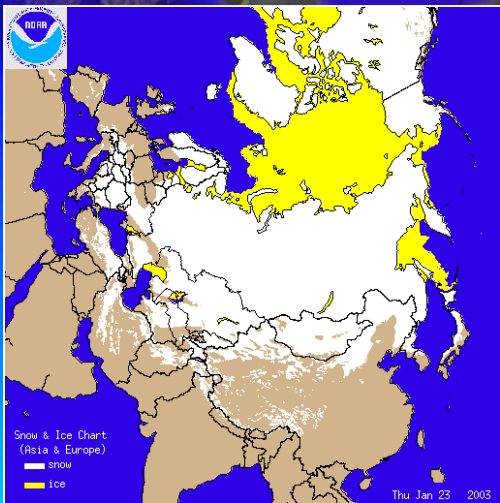 NOAA
Snow & Ice Chart
(Asia & Europe)
snow
ice
Thu Jan 23 2003